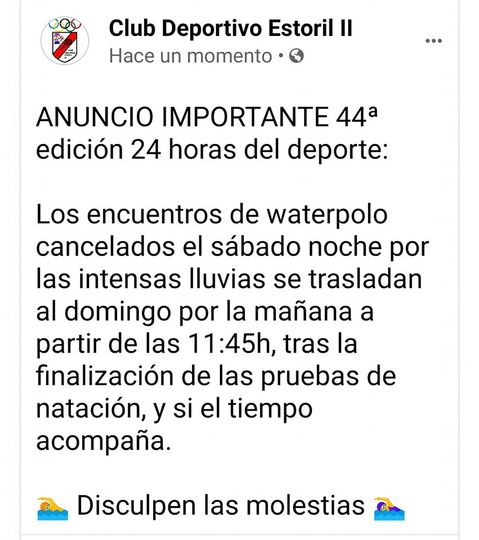 Club Deportivo Estoril II
Hace un momento •
ANUNCIO IMPORTANTE 44ª
edición 24 horas del deporte:
Los encuentros de waterpolo
cancelados el sábado noche por
las intensas lluvias se trasladan
al domingo por la mañana a
partir de las 11:45h, tras la
finalización de las pruebas de
natación, y si el tiempo
acompaña.
🏊 Disculpen las molestias 🏊‍♀️